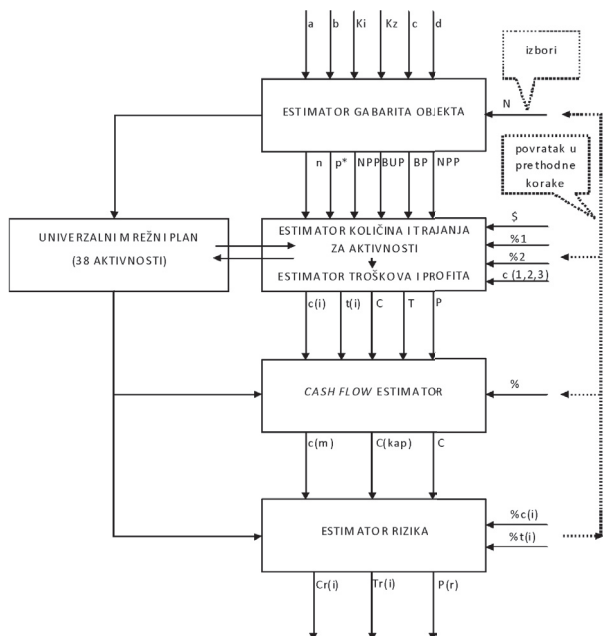 a b Ki Kz c d
izbori
N
ESTIMATOR GABARITA OBJEKTA
povratak u
prethodne
korake
n p* NPP BUP BP NPP
UNIVERZALNI MREŽNI PLAN
(38 AKTIVNOSTI)
ESTIMATOR KOLIČINA I TRAJANJA
ZA AKTIVNOSTI
ESTIMATOR TROŠKOVA I PROFITA
$
%1
%2
c (1,2,3)
c(i) t(i) C T P
CASH FLOW ESTIMATOR
%
c(m) C(kap) C
ESTIMATOR RIZIKA
%c(i)
%t(i)
Cr(i) Tr(i) P(r)